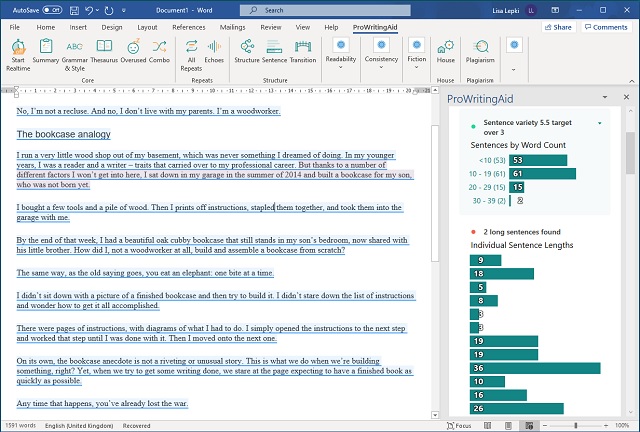 AutoSave Off Document1 - Word Search Lisa Lepki LL
File Home Insert Design Layout References Mailings Review View Help ProWritingAid Share Comments
Start Realtime
Summary
Grammar & Style
ABC
Thesaurus
Overused
Combo
All Repeats
Echoes
Structure
Sentence
Transition
Readability
Consistency
Fiction
House
Plagiarism
Core Repeats Structure House Plagiarism
No, I'm not a recluse. And no, I don't live with my parents. I'm a woodworker.
The bookcase analogy
I run a very little wood shop out of my basement, which was never something I dreamed of doing. In my younger
years, I was a reader and a writer – traits that carried over to my professional career. But thanks to a number of
different factors I won't get into here, I sat down in my garage in the summer of 2014 and built a bookcase for my son,
who was not born yet.
I bought a few tools and a pile of wood. Then I prints off instructions, stapled them together, and took them into the
garage with me.
By the end of that week, I had a beautiful oak cubby bookcase that still stands in my son's bedroom, now shared with
his little brother. How did I, not a woodworker at all, build and assemble a bookcase from scratch?
The same way, as the old saying goes, you eat an elephant: one bite at a time.
I didn't sit down with a picture of a finished bookcase and then try to build it. I didn't stare down the list of instructions
and wonder how to get it all accomplished.
There were pages of instructions, with diagrams of what I had to do. I simply opened the instructions to the next step
and worked that step until I was done with it. Then I moved onto the next one.
On its own, the bookcase anecdote is not a riveting or unusual story. This is what we do when we're building
something, right? Yet, when we try to get some writing done, we stare at the page expecting to have a finished book as
quickly as possible.
Any time that happens, you've already lost the war.
ProWritingAid
Sentence variety 5.5 target
over 3
Sentences by Word Count
<10 (53) 53
10 - 19 (61) 61
20 - 29 (15) 15
30 - 39 (2) 2
2 long sentences found
Individual Sentence Lengths
9
18
5
8
3
3
19
19
36
10
16
26
1591 words English (United Kingdom) Recovered Focus 100%